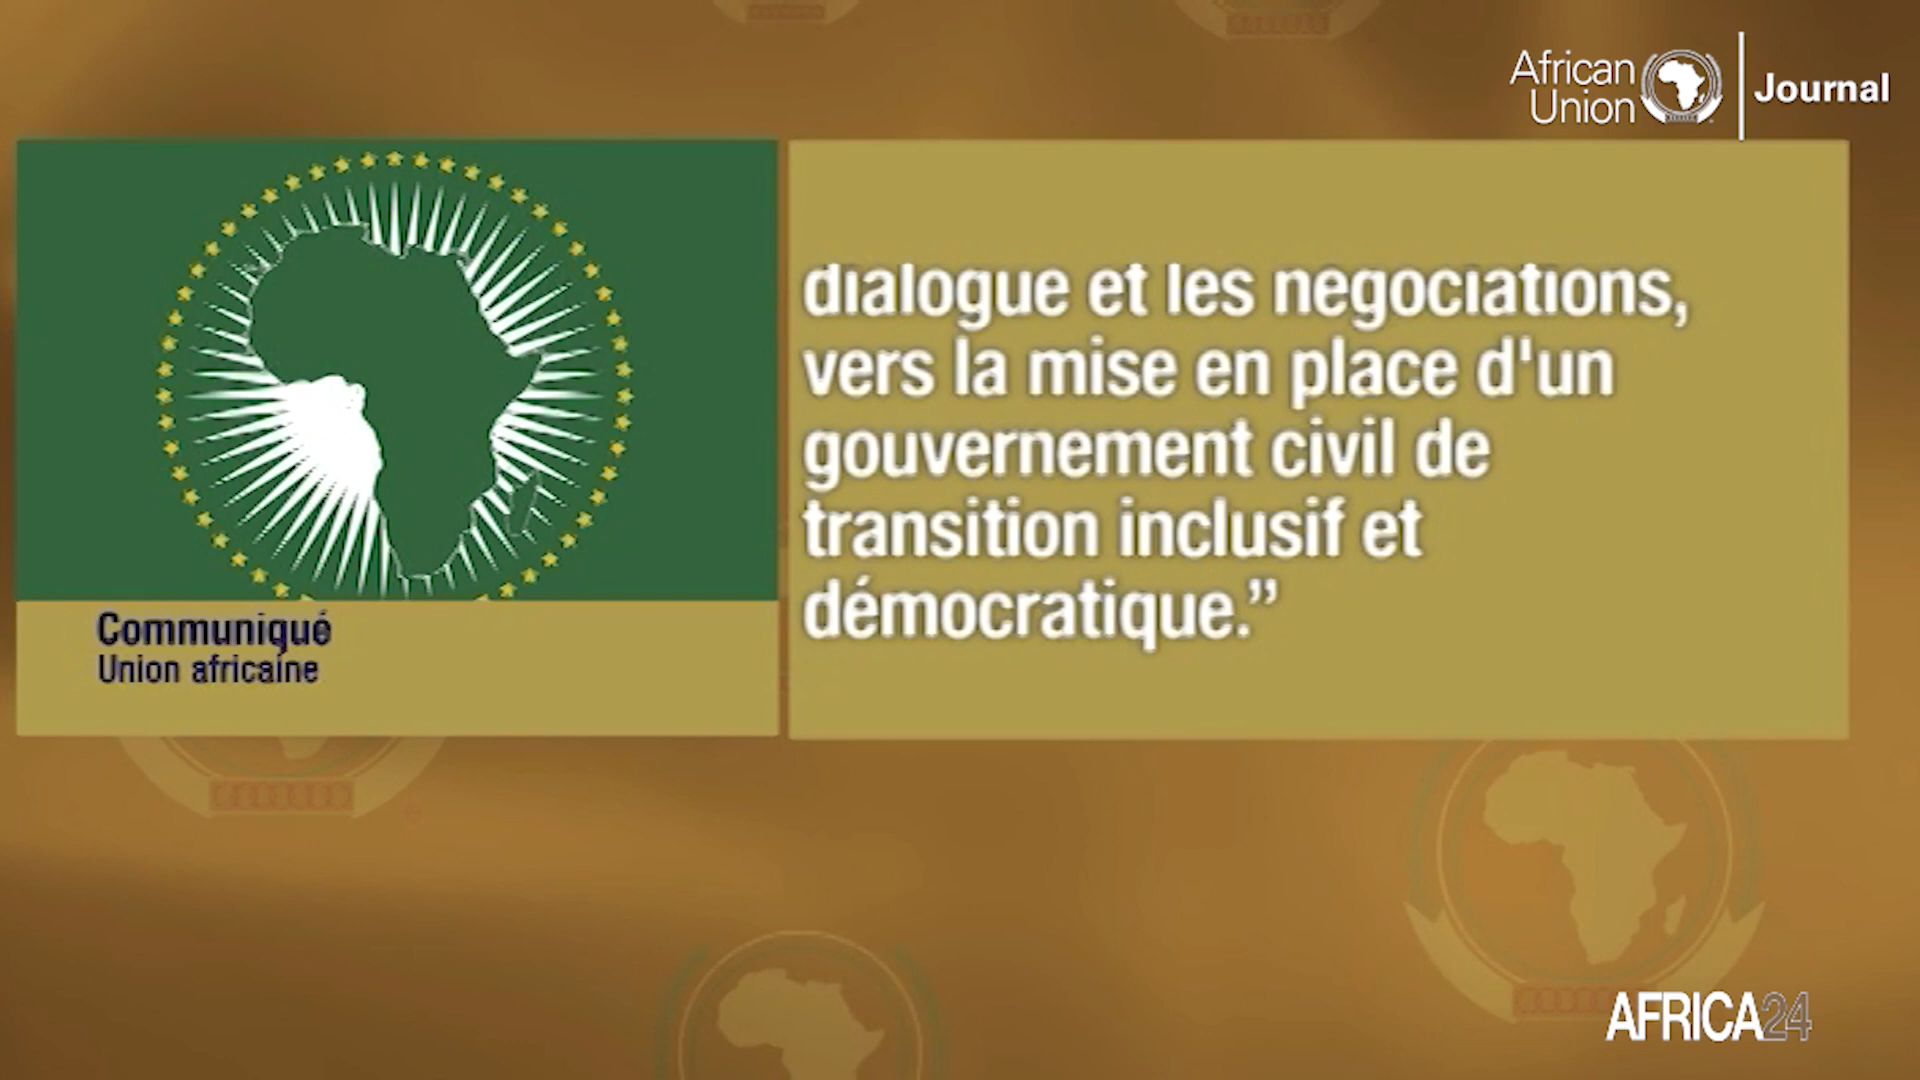 African
Union
Journal
dialogue et les négociations,
vers la mise en place d'un
gouvernement civil de
transition inclusif et
démocratique.”
Communiqué
Union africaine
AFRICA24